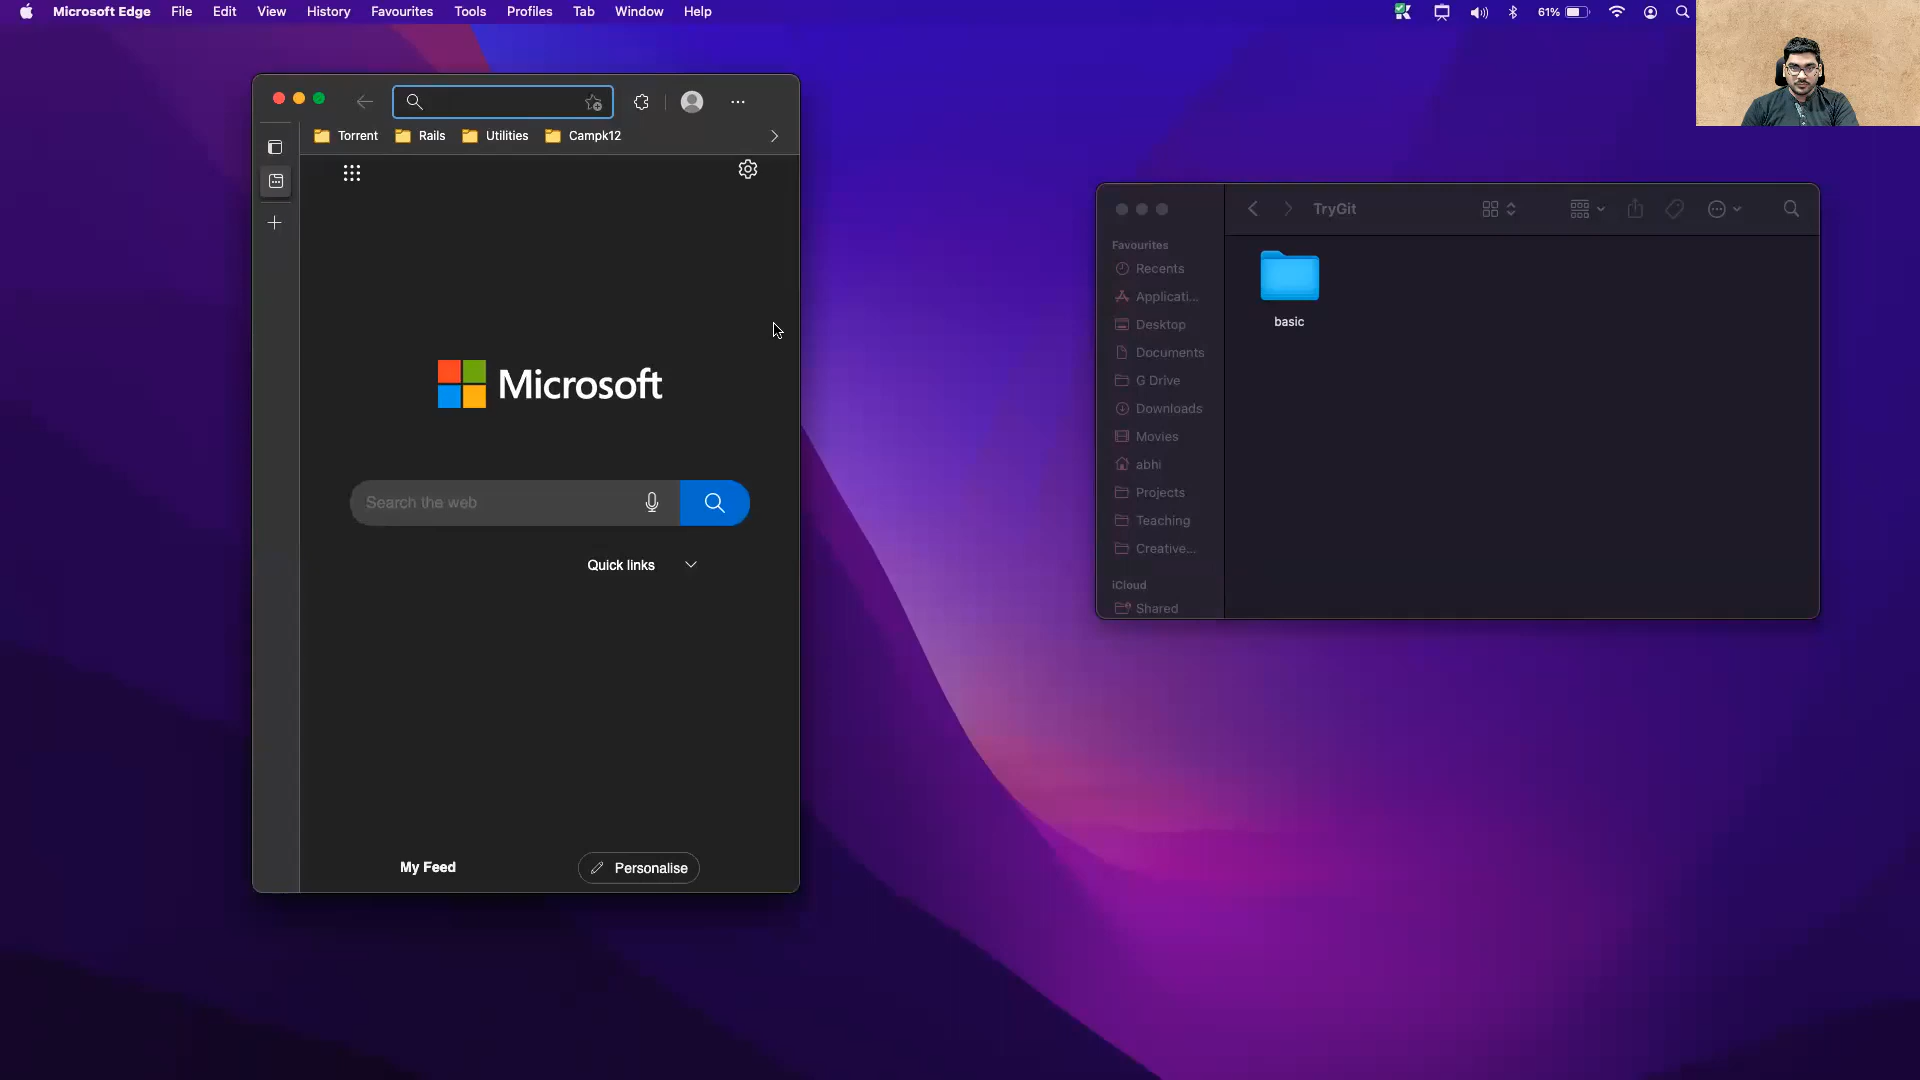 Microsoft Edge File Edit View History Favourites Tools Profiles Tab Window Help
61%
Torrent Rails Utilities Campk12
Microsoft
Search the web
Quick links
My Feed
Personalise
TryGit
Favourites
Recents
Applicati...
Desktop
Documents
G Drive
Downloads
Movies
abhi
Projects
Teaching
Creative...
iCloud
Shared
basic